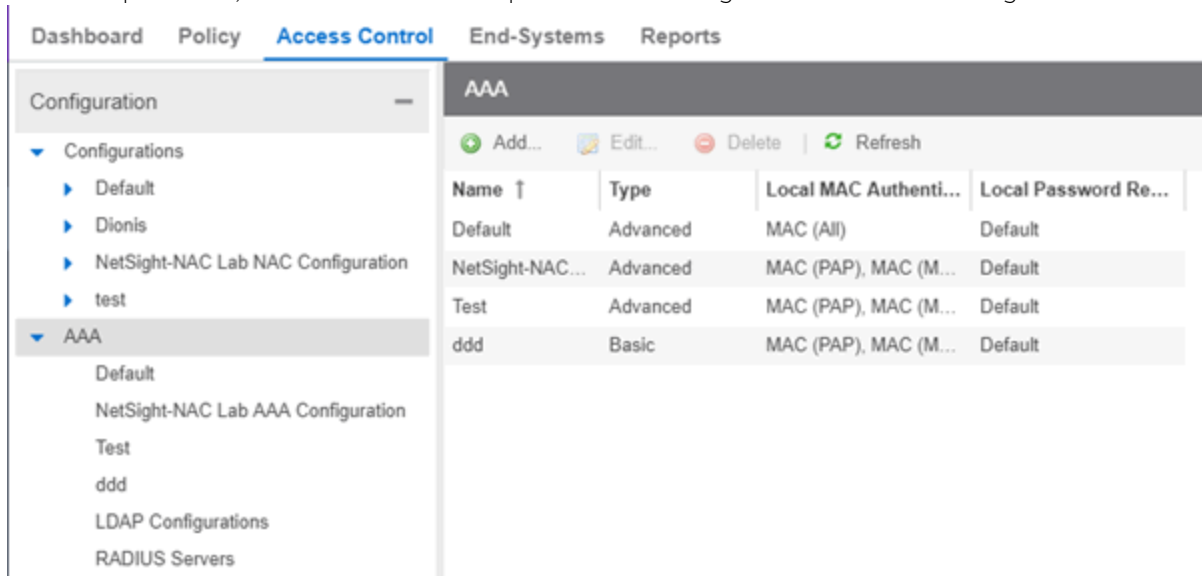 Dashboard Policy Access Control End-Systems Reports
Configuration
Configurations
Default
Dionis
NetSight-NAC Lab NAC Configuration
test
AAA
Default
NetSight-NAC Lab AAA Configuration
Test
ddd
LDAP Configurations
RADIUS Servers
AAA
Add... Edit... Delete | Refresh
Name ↑ Type Local MAC Authenti... Local Password Re...
Default Advanced MAC (All) Default
NetSight-NAC... Advanced MAC (PAP), MAC (M... Default
Test Advanced MAC (PAP), MAC (M... Default
ddd Basic MAC (PAP), MAC (M... Default